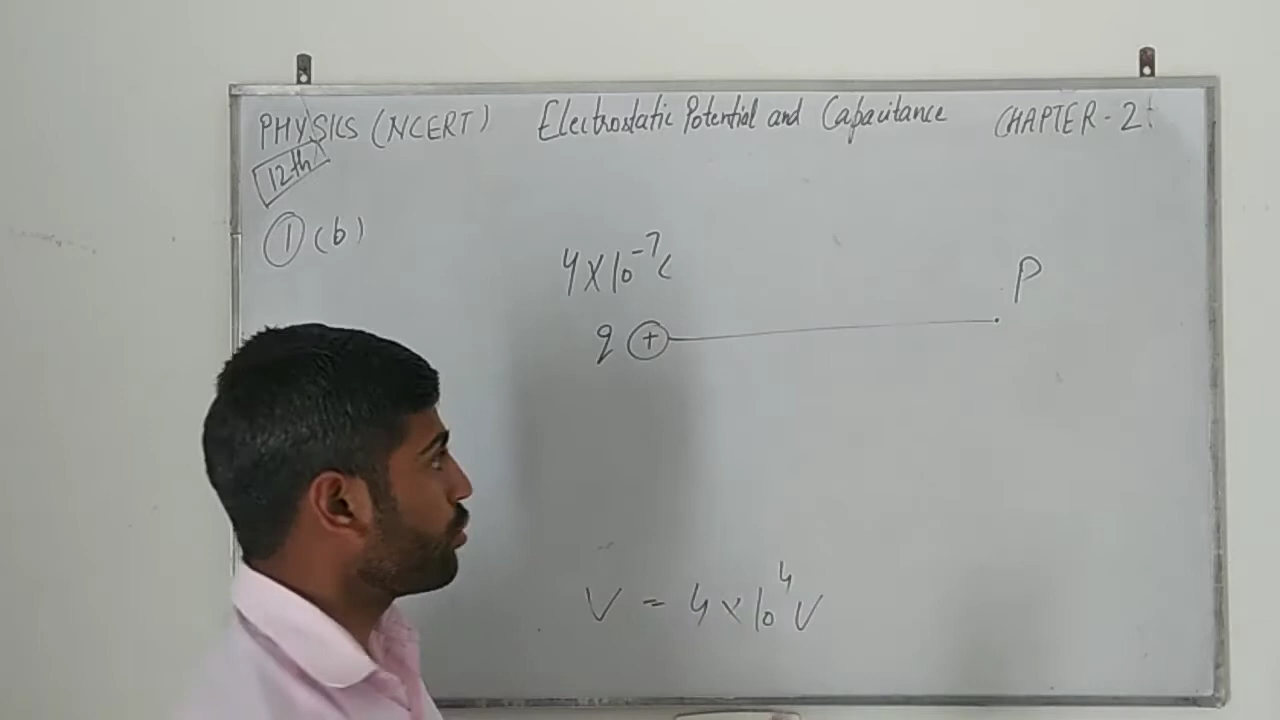 PHYSICS (NCERT) Electrostatic Potential and Capacitance CHAPTER - 2:
12th
① (b)
4 × 10⁻⁷ C
P
q +
V = 4 × 10⁴ V